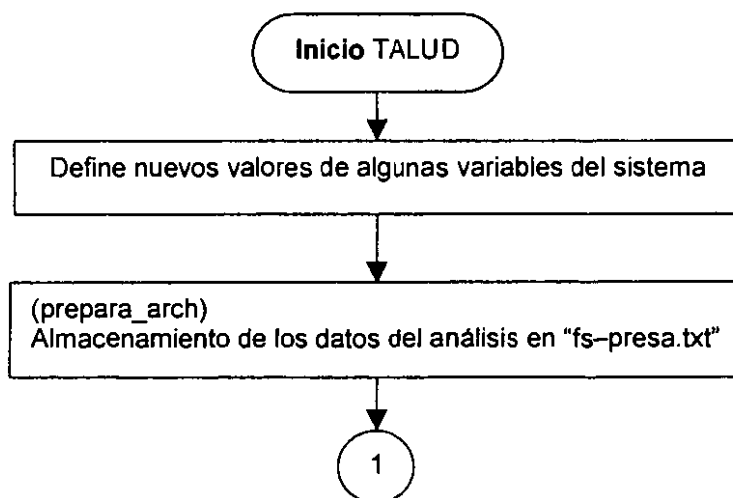 Inicio TALUD
Define nuevos valores de algunas variables del sistema
(prepara_arch)
Almacenamiento de los datos del análisis en “fs–presa.txt”
1